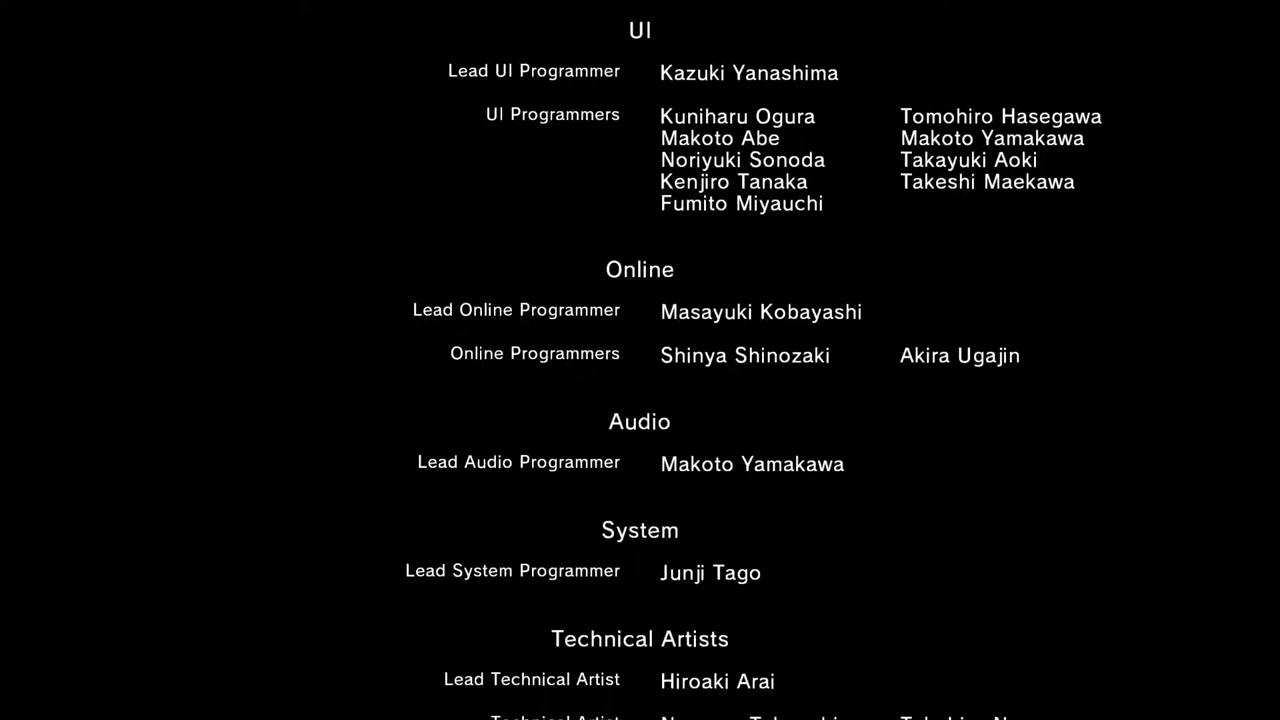 UI
Lead UI Programmer Kazuki Yanashima
UI Programmers Kuniharu Ogura Tomohiro Hasegawa
Makoto Abe Makoto Yamakawa
Noriyuki Sonoda Takayuki Aoki
Kenjiro Tanaka Takeshi Maekawa
Fumito Miyauchi
Online
Lead Online Programmer Masayuki Kobayashi
Online Programmers Shinya Shinozaki Akira Ugajin
Audio
Lead Audio Programmer Makoto Yamakawa
System
Lead System Programmer Junji Tago
Technical Artists
Lead Technical Artist Hiroaki Arai
Technical Artist